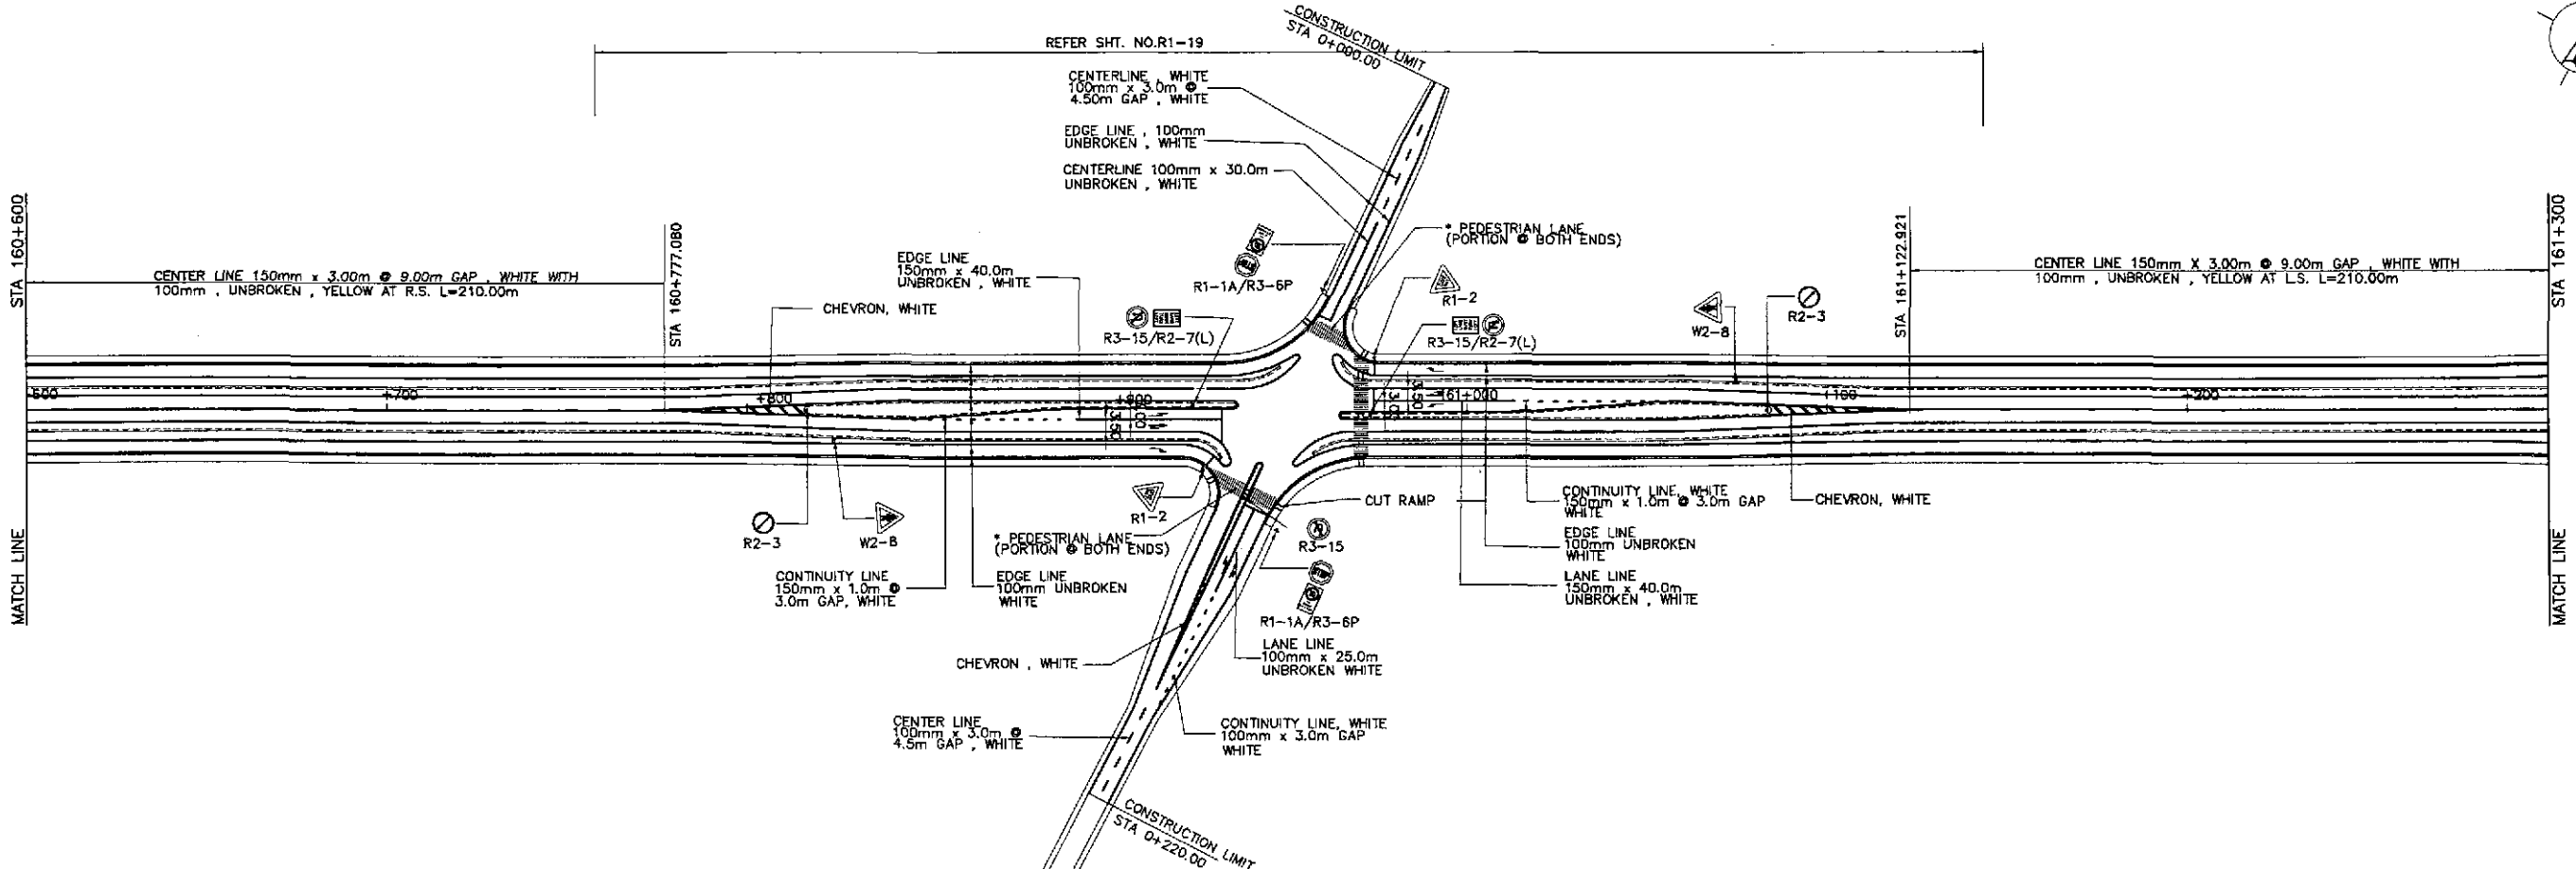 CONSTRUCTION LIMIT
STA 0+000.00
REFER SHT. NO.R1-19
CENTERLINE , WHITE
100mm x 3.0m @
4.50m GAP , WHITE
EDGE LINE , 100mm
UNBROKEN , WHITE
CENTERLINE 100mm x 30.0m
UNBROKEN , WHITE
STA 160+600
STA 160+777.080
CENTER LINE 150mm x 3.00m @ 9.00m GAP , WHITE WITH
100mm , UNBROKEN , YELLOW AT R.S. L=210.00m
EDGE LINE
150mm x 40.0m
UNBROKEN , WHITE
CHEVRON, WHITE
R1-1A/R3-6P
R3-15/R2-7(L)
* PEDESTRIAN LANE
(PORTION @ BOTH ENDS)
R1-2
R3-15/R2-7(L)
W2-8
R2-3
STA 161+122.921
CENTER LINE 150mm X 3.00m @ 9.00m GAP , WHITE WITH
100mm , UNBROKEN , YELLOW AT L.S. L=210.00m
STA 161+300
600
+700
+800
+900
3.50
3.00
3.50
3.00
161+000
+100
+200
MATCH LINE
R2-3
W2-8
R1-2
* PEDESTRIAN LANE
(PORTION @ BOTH ENDS)
CONTINUITY LINE
150mm x 1.0m @
3.0m GAP, WHITE
EDGE LINE
100mm UNBROKEN
WHITE
CUT RAMP
R3-15
STOP
R1-1A/R3-6P
CONTINUITY LINE, WHITE
150mm x 1.0m @ 3.0m GAP
WHITE
EDGE LINE
100mm UNBROKEN
WHITE
LANE LINE
150mm x 40.0m
UNBROKEN , WHITE
CHEVRON, WHITE
MATCH LINE
CHEVRON , WHITE
LANE LINE
100mm x 25.0m
UNBROKEN WHITE
CENTER LINE
100mm x 3.0m @
4.5m GAP , WHITE
CONTINUITY LINE, WHITE
100mm x 3.0m GAP
WHITE
CONSTRUCTION LIMIT
STA 0+220.00